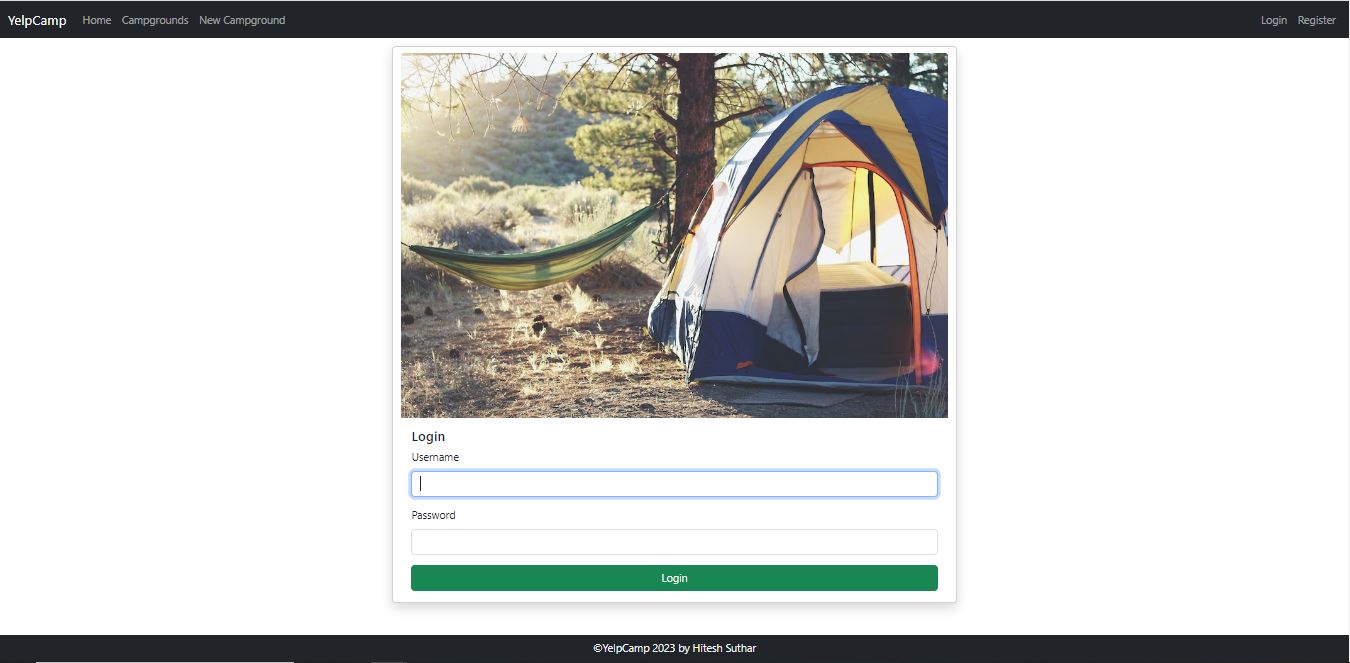 YelpCamp Home Campgrounds New Campground Login Register
Login
Username
Password
Login
©YelpCamp 2023 by Hitesh Suthar